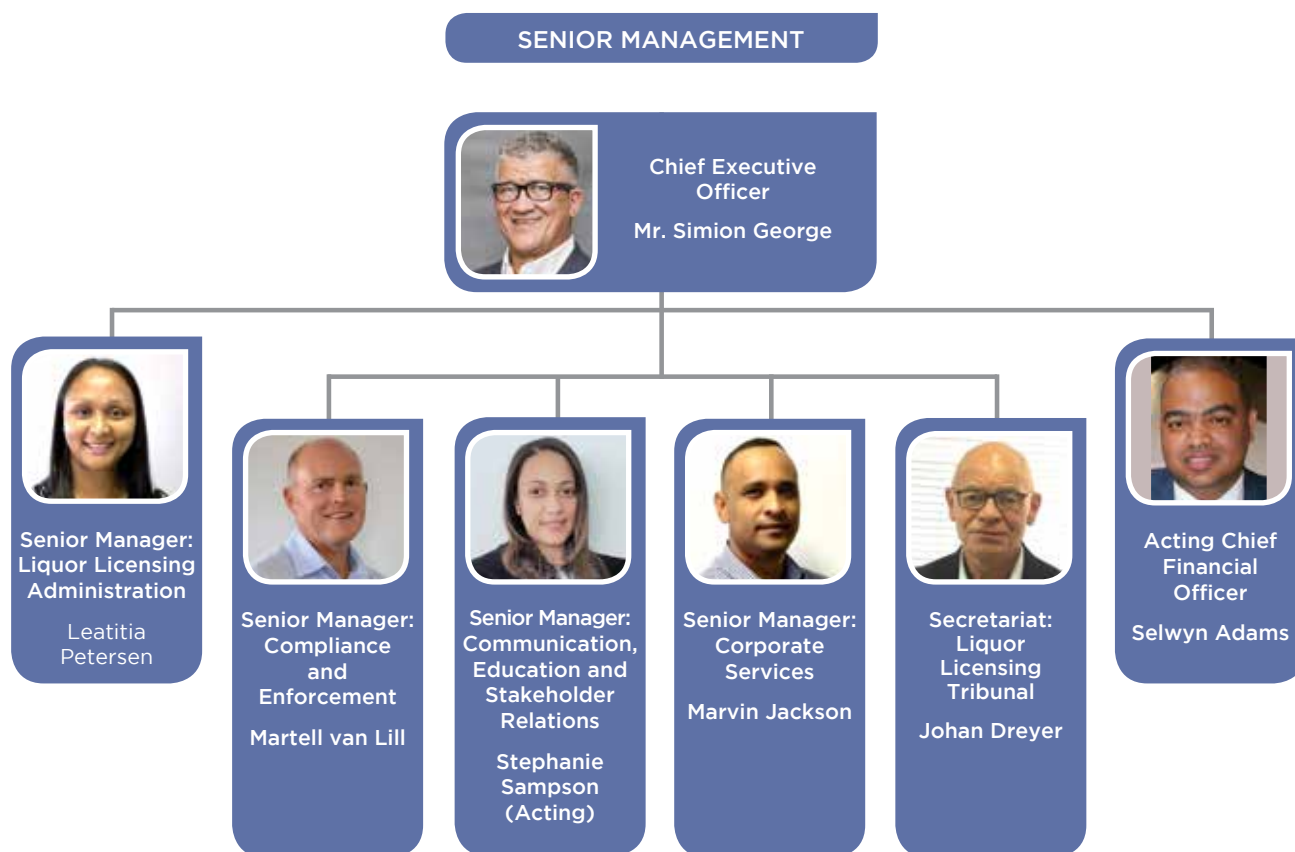 SENIOR MANAGEMENT
Chief Executive
Officer
Mr. Simion George
Senior Manager:
Liquor Licensing
Administration
Leatitia
Petersen
Senior Manager:
Compliance
and
Enforcement
Martell van Lill
Senior Manager:
Communication,
Education and
Stakeholder
Relations
Stephanie
Sampson
(Acting)
Senior Manager:
Corporate
Services
Marvin Jackson
Secretariat:
Liquor
Licensing
Tribunal
Johan Dreyer
Acting Chief
Financial
Officer
Selwyn Adams